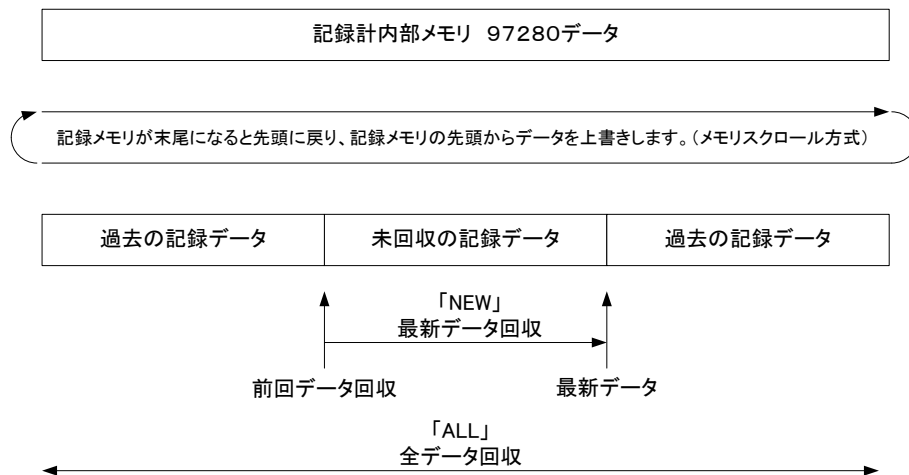 記録計内部メモリ 97280データ
記録メモリが末尾になると先頭に戻り、記録メモリの先頭からデータを上書きします。(メモリスクロール方式)
過去の記録データ 未回収の記録データ 過去の記録データ
「NEW」
最新データ回収
前回データ回収 最新データ
「ALL」
全データ回収